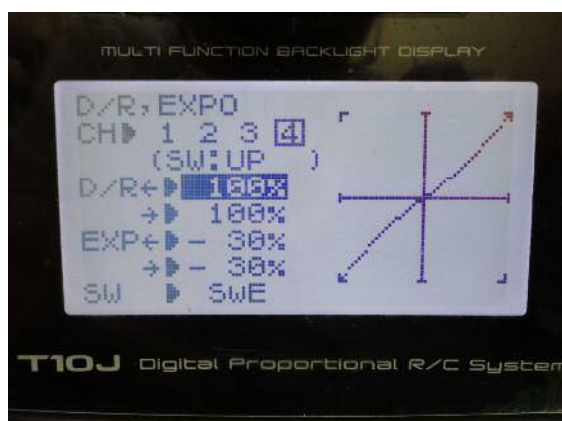 MULTI FUNCTION BACKLIGHT DISPLAY
D/R,EXPO
CH▶ 1 2 3 4
(SW:UP )
D/R←▶ 100%
→▶ 100%
EXP←▶- 30%
→▶- 30%
SW ▶ SwE
T10J Digital Proportional R/C System